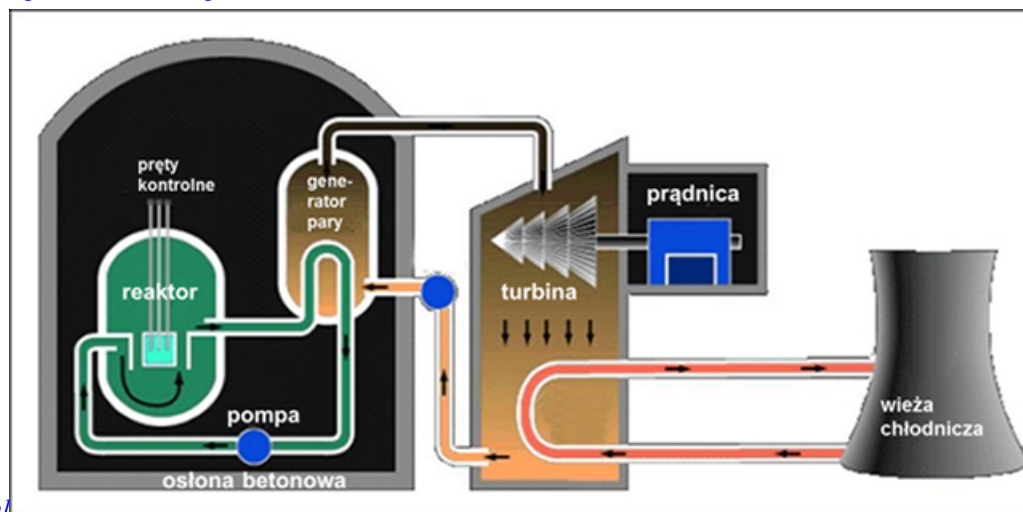 pręty
kontrolne
gene-
rator
pary
prądnica
reaktor
turbina
pompa
wieża
chłodnicza
osłona betonowa